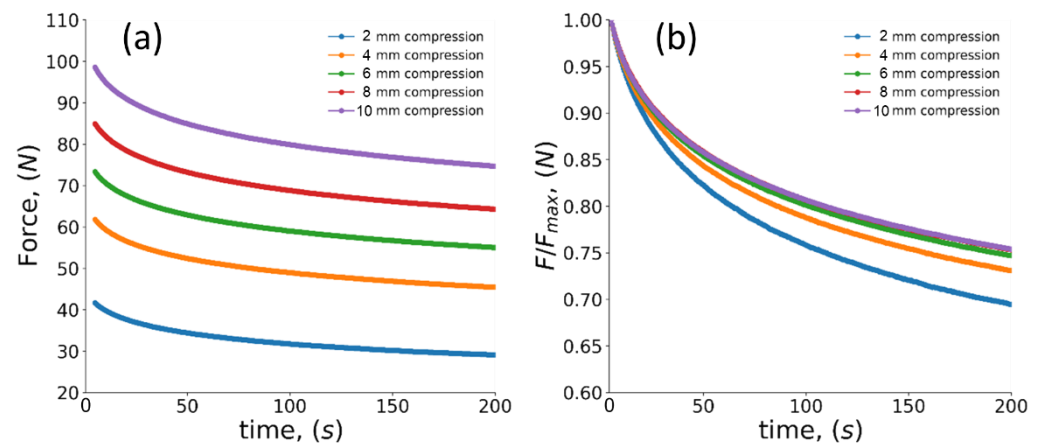 (a)
2 mm compression
4 mm compression
6 mm compression
8 mm compression
10 mm compression
Force, (N)
110
100
90
80
70
60
50
40
30
20
0
50
100
150
200
time, (s)
(b)
2 mm compression
4 mm compression
6 mm compression
8 mm compression
10 mm compression
F/Fmax, (N)
1.00
0.95
0.90
0.85
0.80
0.75
0.70
0.65
0.60
0
50
100
150
200
time, (s)